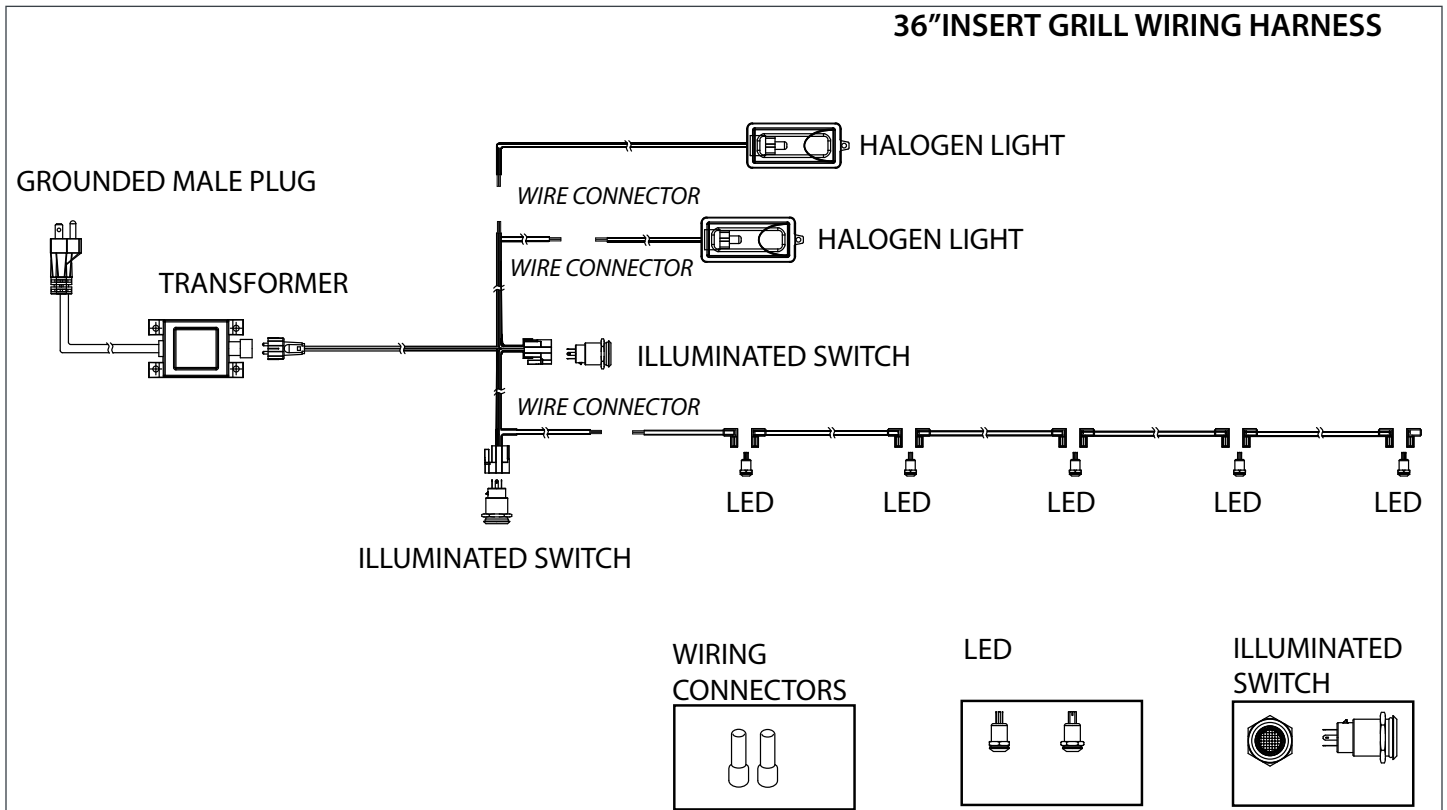 36”INSERT GRILL WIRING HARNESS
HALOGEN LIGHT
GROUNDED MALE PLUG
WIRE CONNECTOR
HALOGEN LIGHT
WIRE CONNECTOR
TRANSFORMER
ILLUMINATED SWITCH
WIRE CONNECTOR
LED LED LED LED LED
ILLUMINATED SWITCH
WIRING
CONNECTORS
LED
ILLUMINATED
SWITCH